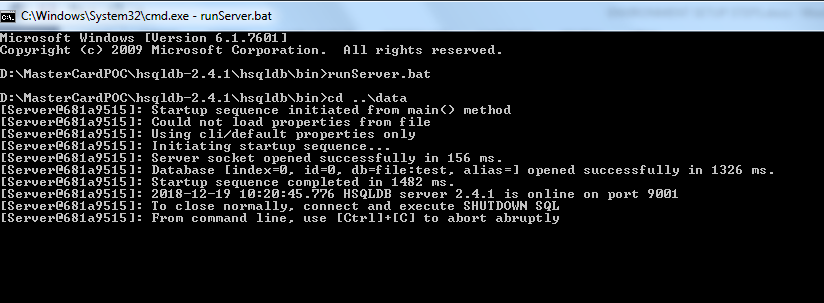 C:\Windows\System32\cmd.exe - runServer.bat
Microsoft Windows [Version 6.1.7601]
Copyright (c) 2009 Microsoft Corporation.  All rights reserved.
D:\MasterCardPOC\hsqldb-2.4.1\hsqldb\bin>runServer.bat
D:\MasterCardPOC\hsqldb-2.4.1\hsqldb\bin>cd ..\data
[Server@681a9515]: Startup sequence initiated from main() method
[Server@681a9515]: Could not load properties from file
[Server@681a9515]: Using cli/default properties only
[Server@681a9515]: Initiating startup sequence...
[Server@681a9515]: Server socket opened successfully in 156 ms.
[Server@681a9515]: Database [index=0, id=0, db=file:test, alias=] opened successfully in 1326 ms.
[Server@681a9515]: Startup sequence completed in 1482 ms.
[Server@681a9515]: 2018-12-19 10:20:45.776 HSQLDB server 2.4.1 is online on port 9001
[Server@681a9515]: To close normally, connect and execute SHUTDOWN SQL
[Server@681a9515]: From command line, use [Ctrl]+[C] to abort abruptly